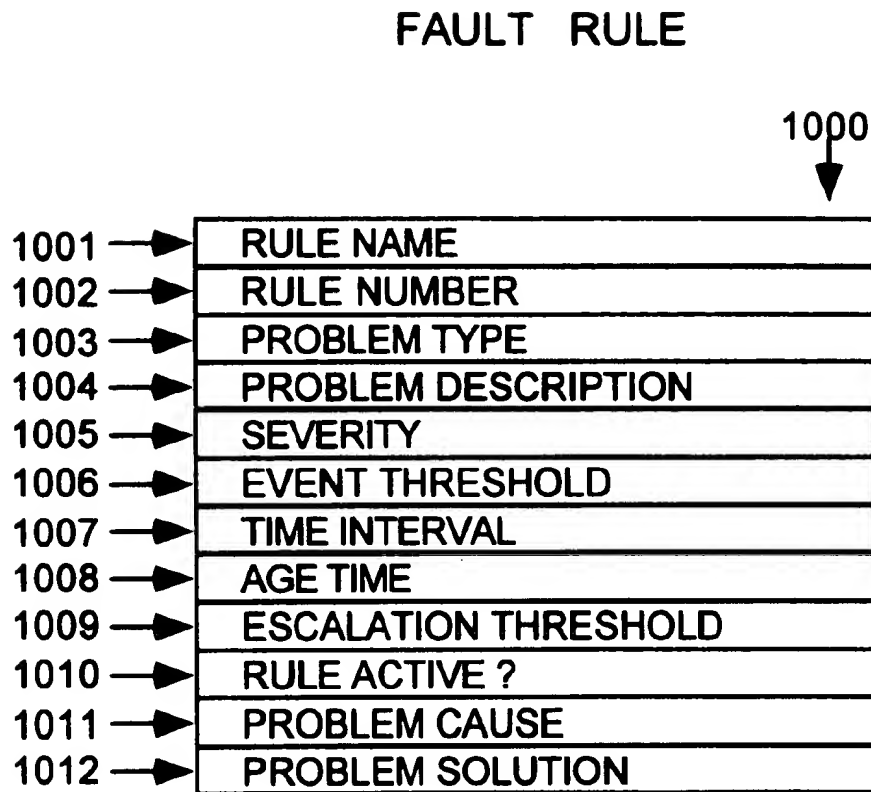 FAULT RULE
1000
1001 RULE NAME
1002 RULE NUMBER
1003 PROBLEM TYPE
1004 PROBLEM DESCRIPTION
1005 SEVERITY
1006 EVENT THRESHOLD
1007 TIME INTERVAL
1008 AGE TIME
1009 ESCALATION THRESHOLD
1010 RULE ACTIVE ?
1011 PROBLEM CAUSE
1012 PROBLEM SOLUTION